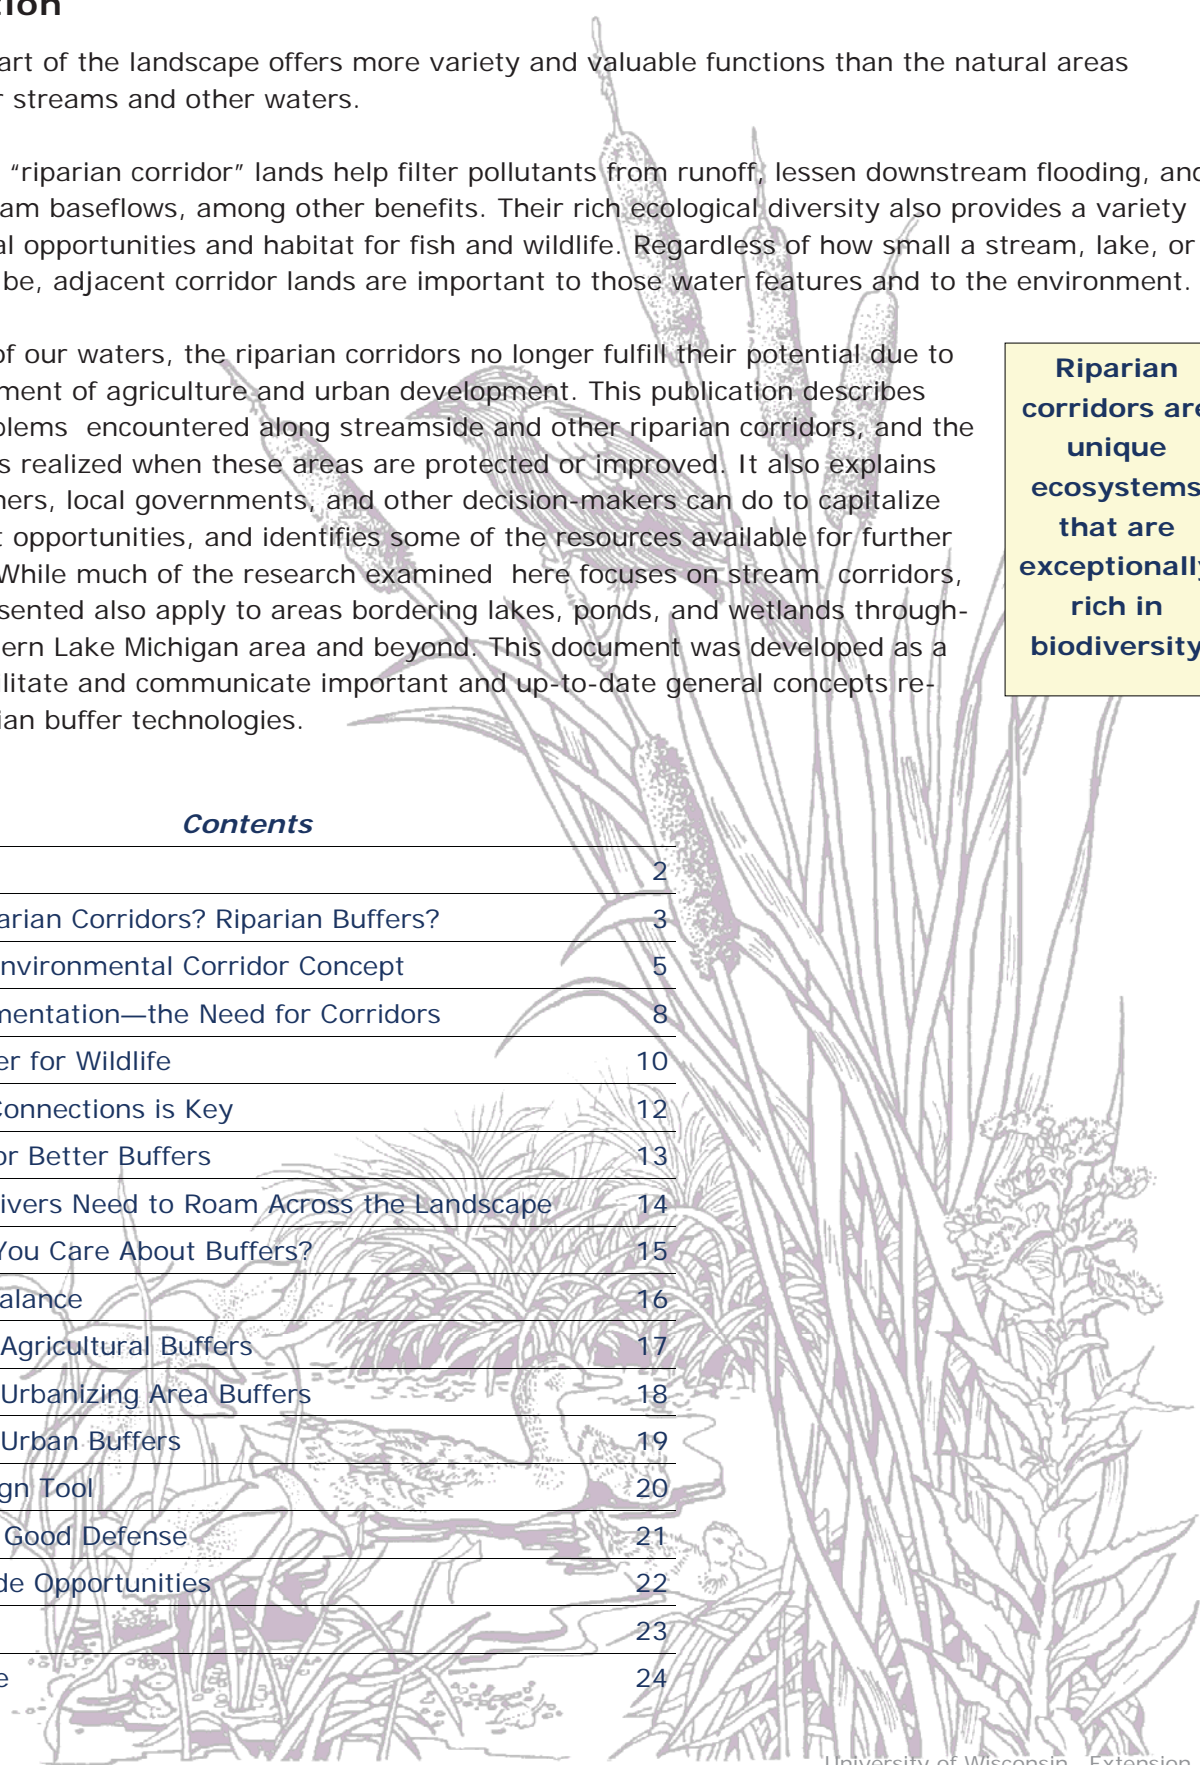 tion
art of the landscape offers more variety and valuable functions than the natural areas
r streams and other waters.
“riparian corridor” lands help filter pollutants from runoff, lessen downstream flooding, and
am baseflows, among other benefits. Their rich ecological diversity also provides a variety
al opportunities and habitat for fish and wildlife. Regardless of how small a stream, lake, or
be, adjacent corridor lands are important to those water features and to the environment.
of our waters, the riparian corridors no longer fulfill their potential due to
ment of agriculture and urban development. This publication describes
blems encountered along streamside and other riparian corridors, and the
s realized when these areas are protected or improved. It also explains
ners, local governments, and other decision-makers can do to capitalize
t opportunities, and identifies some of the resources available for further
While much of the research examined here focuses on stream corridors,
sented also apply to areas bordering lakes, ponds, and wetlands through-
ern Lake Michigan area and beyond. This document was developed as a
litate and communicate important and up-to-date general concepts re-
ian buffer technologies.
Riparian
corridors are
unique
ecosystems
that are
exceptionally
rich in
biodiversity
Contents
2
arian Corridors? Riparian Buffers? 3
nvironmental Corridor Concept 5
mentation—the Need for Corridors 8
er for Wildlife 10
Connections is Key 12
or Better Buffers 13
ivers Need to Roam Across the Landscape 14
You Care About Buffers? 15
alance 16
Agricultural Buffers 17
Urbanizing Area Buffers 18
Urban Buffers 19
gn Tool 20
Good Defense 21
de Opportunities 22
23
e 24
University of Wisconsin - Extension